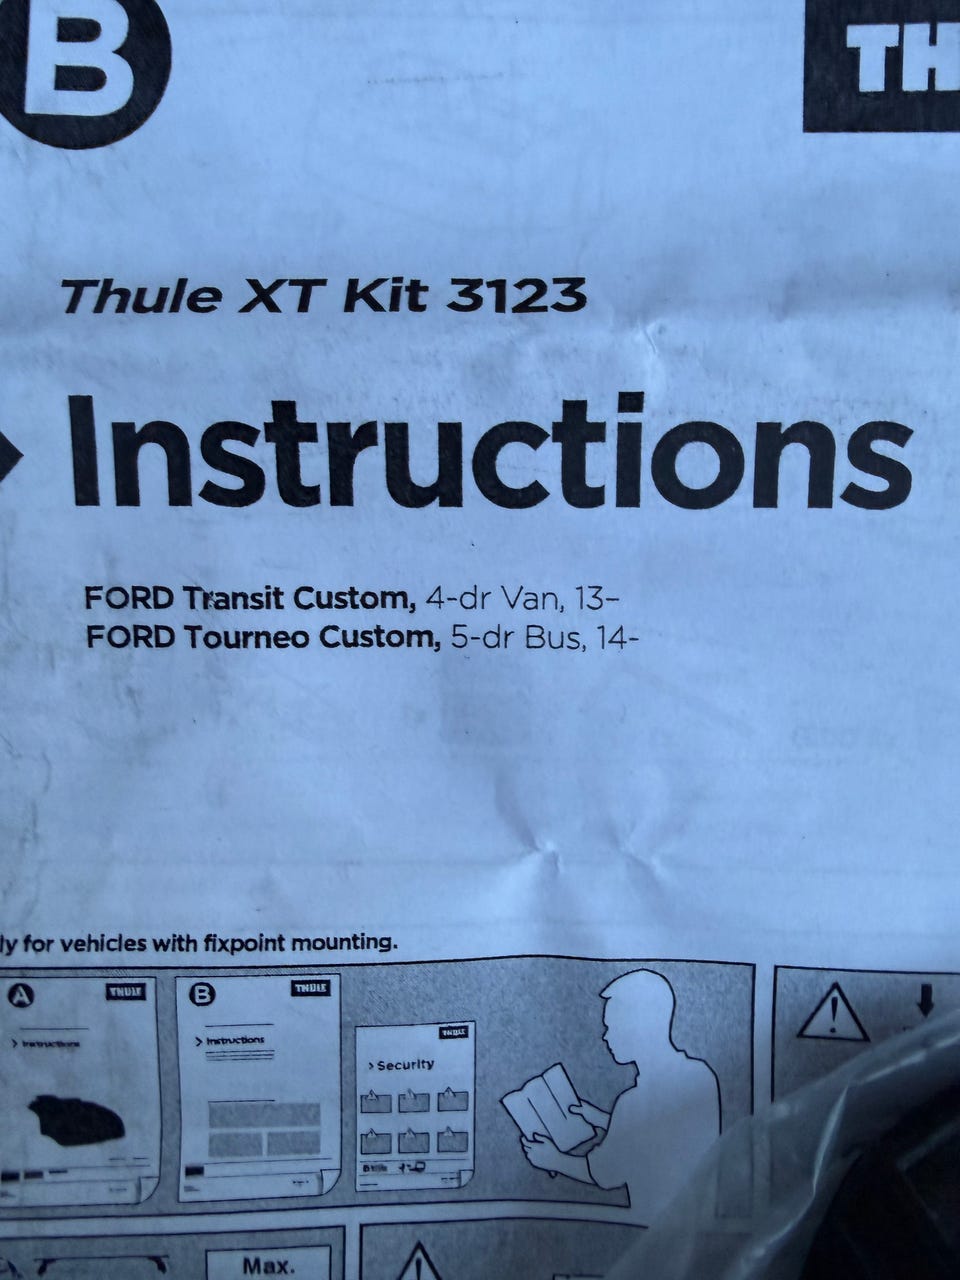 B
TH
Thule XT Kit 3123
Instructions
FORD Transit Custom, 4-dr Van, 13-
FORD Tourneo Custom, 5-dr Bus, 14-
ly for vehicles with fixpoint mounting.
A THULE
B THULE
THULE
> Instructions
> Instructions
> Security
Max.